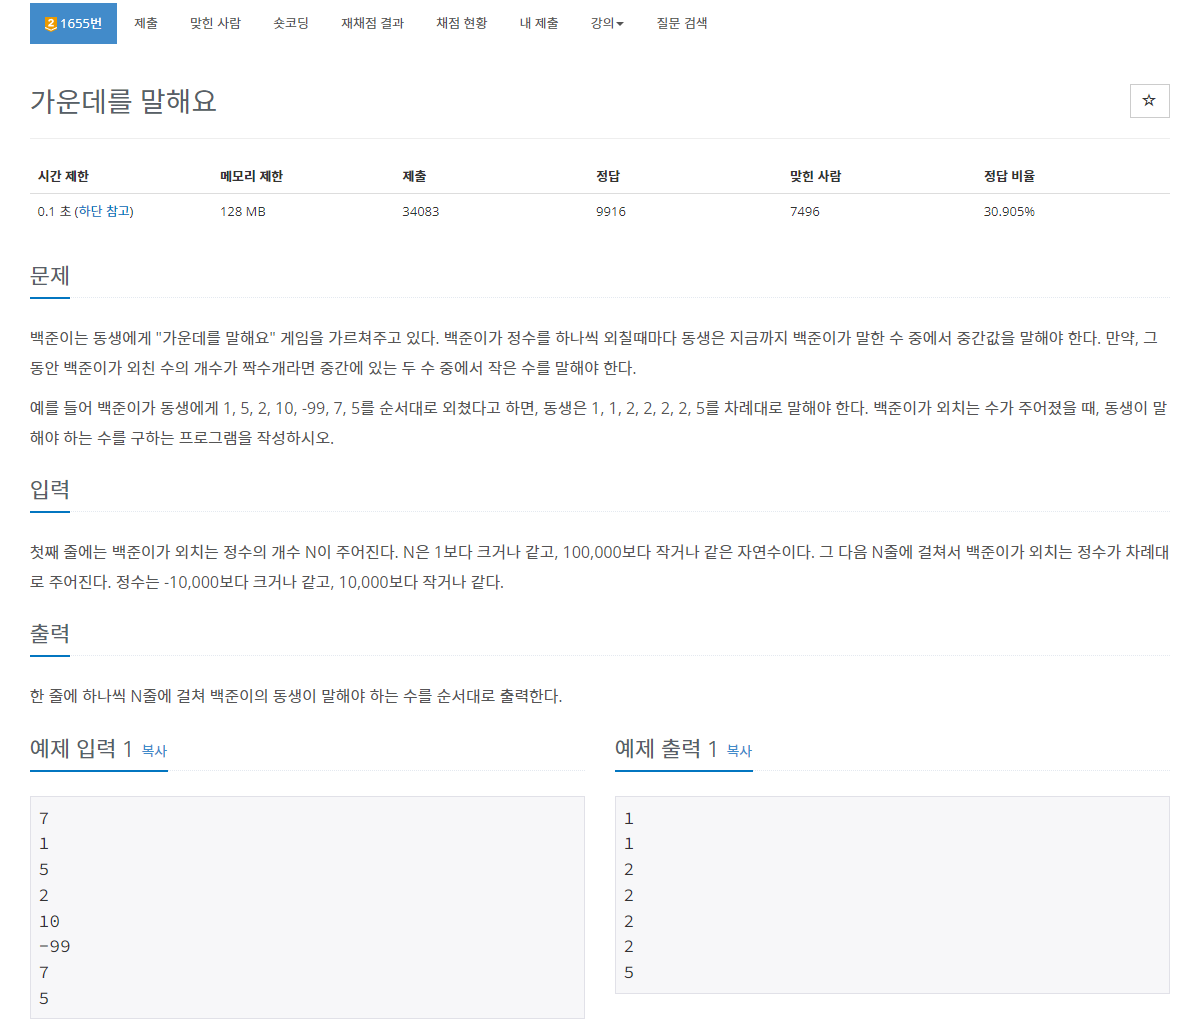 2 1655번 제출 맞힌 사람 숏코딩 재채점 결과 채점 현황 내 제출 강의 질문 검색
가운데를 말해요
시간 제한 메모리 제한 제출 정답 맞힌 사람 정답 비율
0.1 초 (하단 참고) 128 MB 34083 9916 7496 30.905%
문제
백준이는 동생에게 "가운데를 말해요" 게임을 가르쳐주고 있다. 백준이가 정수를 하나씩 외칠때마다 동생은 지금까지 백준이가 말한 수 중에서 중간값을 말해야 한다. 만약, 그
동안 백준이가 외친 수의 개수가 짝수개라면 중간에 있는 두 수 중에서 작은 수를 말해야 한다.
예를 들어 백준이가 동생에게 1, 5, 2, 10, -99, 7, 5를 순서대로 외쳤다고 하면, 동생은 1, 1, 2, 2, 2, 2, 5를 차례대로 말해야 한다. 백준이가 외치는 수가 주어졌을 때, 동생이 말
해야 하는 수를 구하는 프로그램을 작성하시오.
입력
첫째 줄에는 백준이가 외치는 정수의 개수 N이 주어진다. N은 1보다 크거나 같고, 100,000보다 작거나 같은 자연수이다. 그 다음 N줄에 걸쳐서 백준이가 외치는 정수가 차례대
로 주어진다. 정수는 -10,000보다 크거나 같고, 10,000보다 작거나 같다.
출력
한 줄에 하나씩 N줄에 걸쳐 백준이의 동생이 말해야 하는 수를 순서대로 출력한다.
예제 입력 1 복사
7
1
5
2
10
-99
7
5
예제 출력 1 복사
1
1
2
2
2
2
5